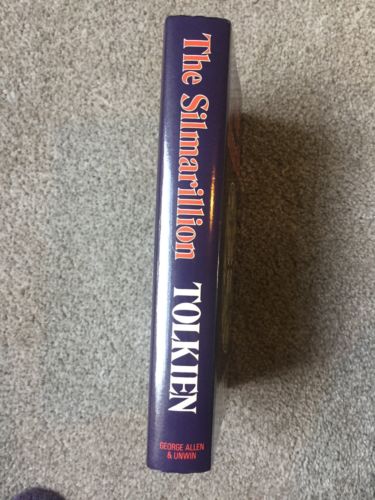 The Silmarillion
TOLKIEN
GEORGE ALLEN
& UNWIN